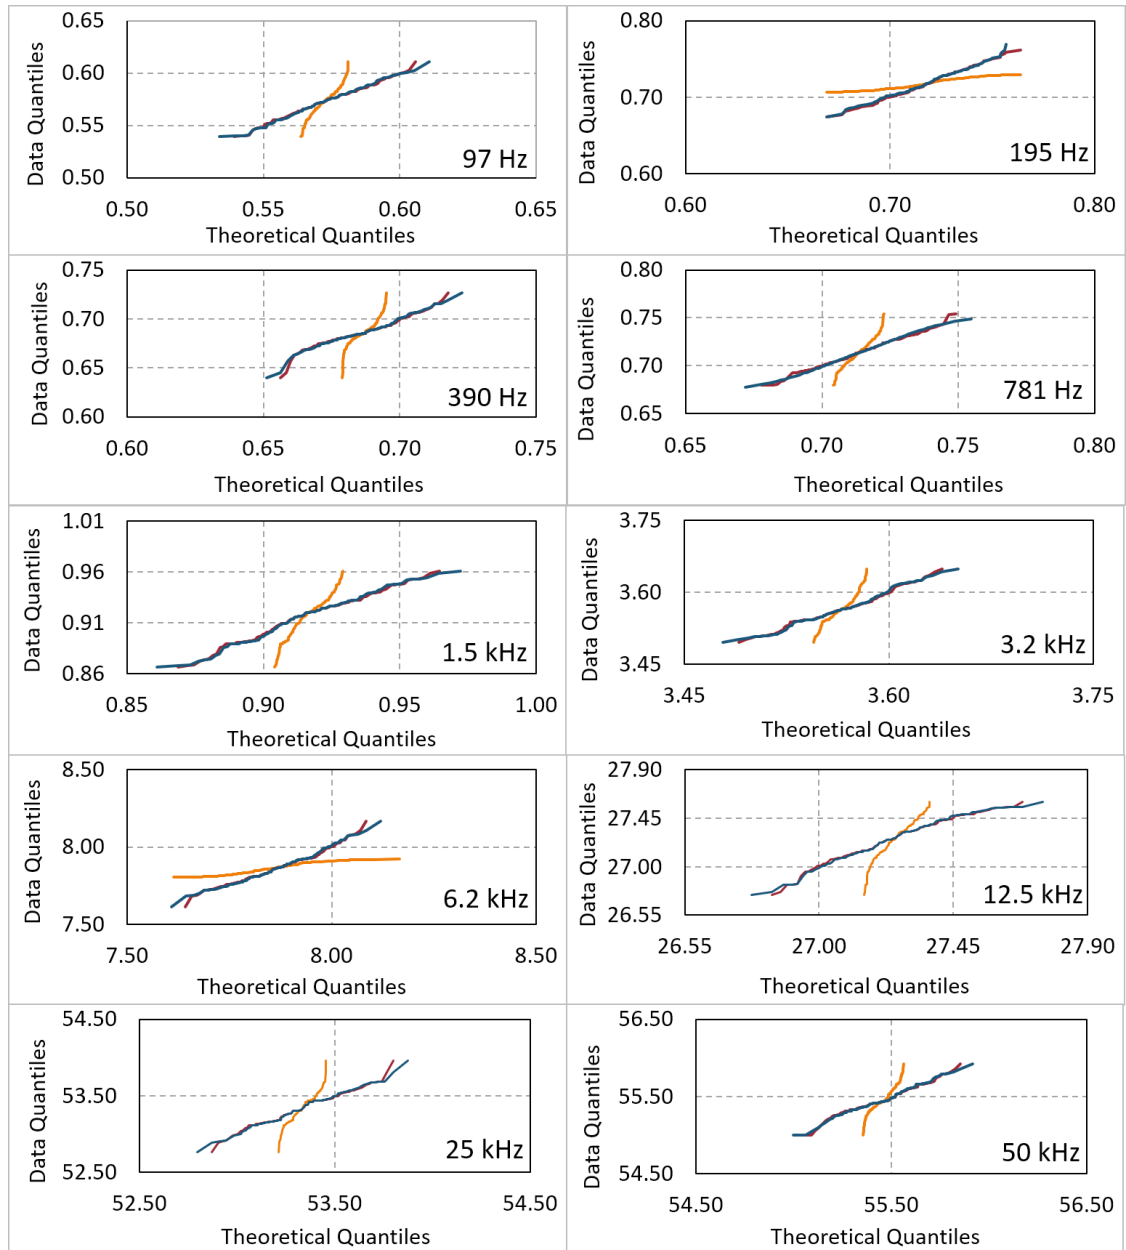 0.65
0.60
0.55
0.50
Data Quantiles
97 Hz
0.50 0.55 0.60 0.65
Theoretical Quantiles
0.80
0.70
0.60
Data Quantiles
195 Hz
0.60 0.70 0.80
Theoretical Quantiles
0.75
0.70
0.65
0.60
Data Quantiles
390 Hz
0.60 0.65 0.70 0.75
Theoretical Quantiles
0.80
0.75
0.70
0.65
Data Quantiles
781 Hz
0.65 0.70 0.75 0.80
Theoretical Quantiles
1.01
0.96
0.91
0.86
Data Quantiles
1.5 kHz
0.85 0.90 0.95 1.00
Theoretical Quantiles
3.75
3.60
3.45
Data Quantiles
3.2 kHz
3.45 3.60 3.75
Theoretical Quantiles
8.50
8.00
7.50
Data Quantiles
6.2 kHz
7.50 8.00 8.50
Theoretical Quantiles
27.90
27.45
27.00
26.55
Data Quantiles
12.5 kHz
26.55 27.00 27.45 27.90
Theoretical Quantiles
54.50
53.50
52.50
Data Quantiles
25 kHz
52.50 53.50 54.50
Theoretical Quantiles
56.50
55.50
54.50
Data Quantiles
50 kHz
54.50 55.50 56.50
Theoretical Quantiles